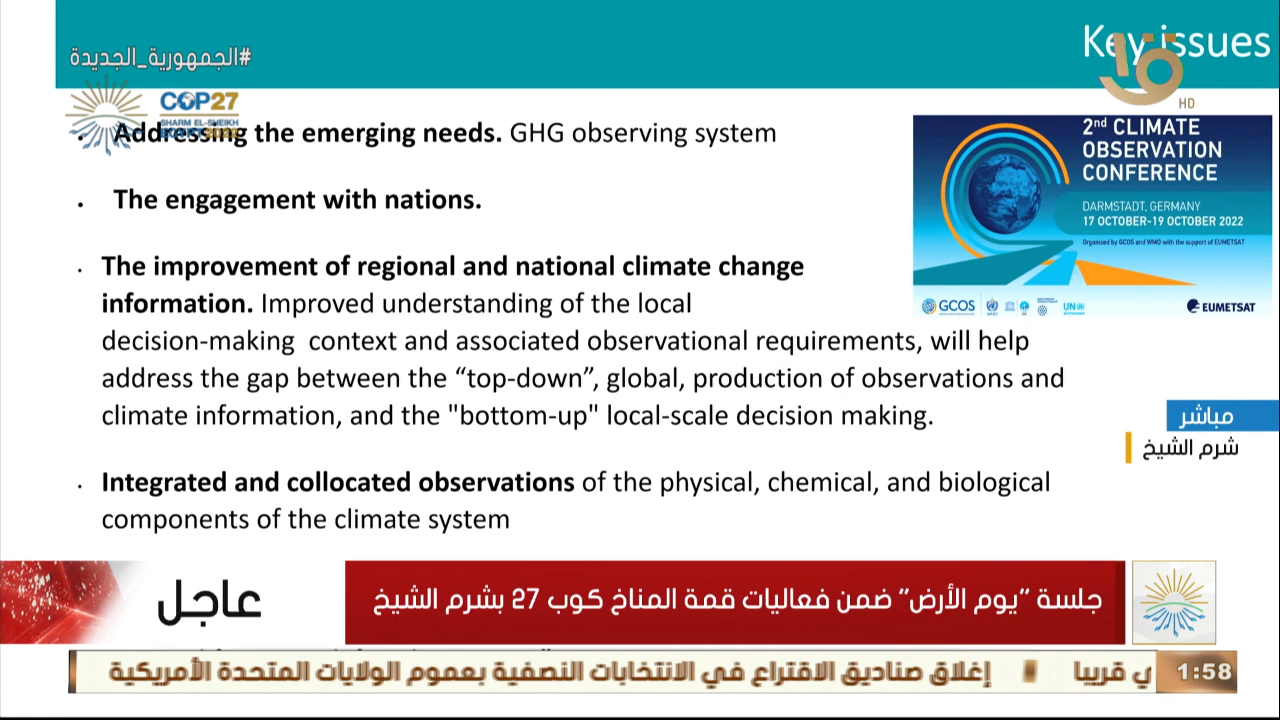 Key issues
#الجمهورية_الجديدة
HD
COP27
SHARM EL-SHEIKH
EGYPT 2022
• Addressing the emerging needs. GHG observing system
• The engagement with nations.
• The improvement of regional and national climate change
information. Improved understanding of the local
decision-making context and associated observational requirements, will help
address the gap between the “top-down”, global, production of observations and
climate information, and the "bottom-up" local-scale decision making.
• Integrated and collocated observations of the physical, chemical, and biological
components of the climate system
2nd CLIMATE
OBSERVATION
CONFERENCE
DARMSTADT, GERMANY
17 OCTOBER-19 OCTOBER 2022
Organised by GCOS and WMO with the support of EUMETSAT
GCOS
EUMETSAT
مباشر
شرم الشيخ
عاجل
جلسة "يوم الأرض" ضمن فعاليات قمة المناخ كوب 27 بشرم الشيخ
ي قريبا
إغلاق صناديق الاقتراع في الانتخابات النصفية بعموم الولايات المتحدة الأمريكية
1:58